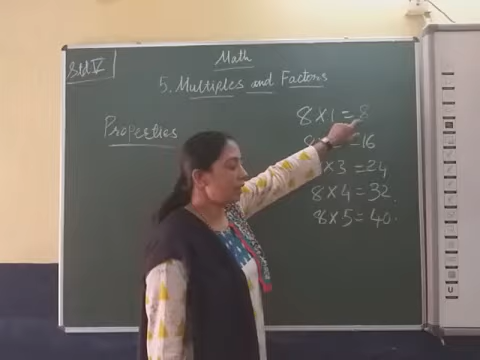 Math
Std V
5. Multiples and Factors
Properties
8 × 1 = 8
8 = 16
× 3 = 24
8 × 4 = 32
8 × 5 = 40